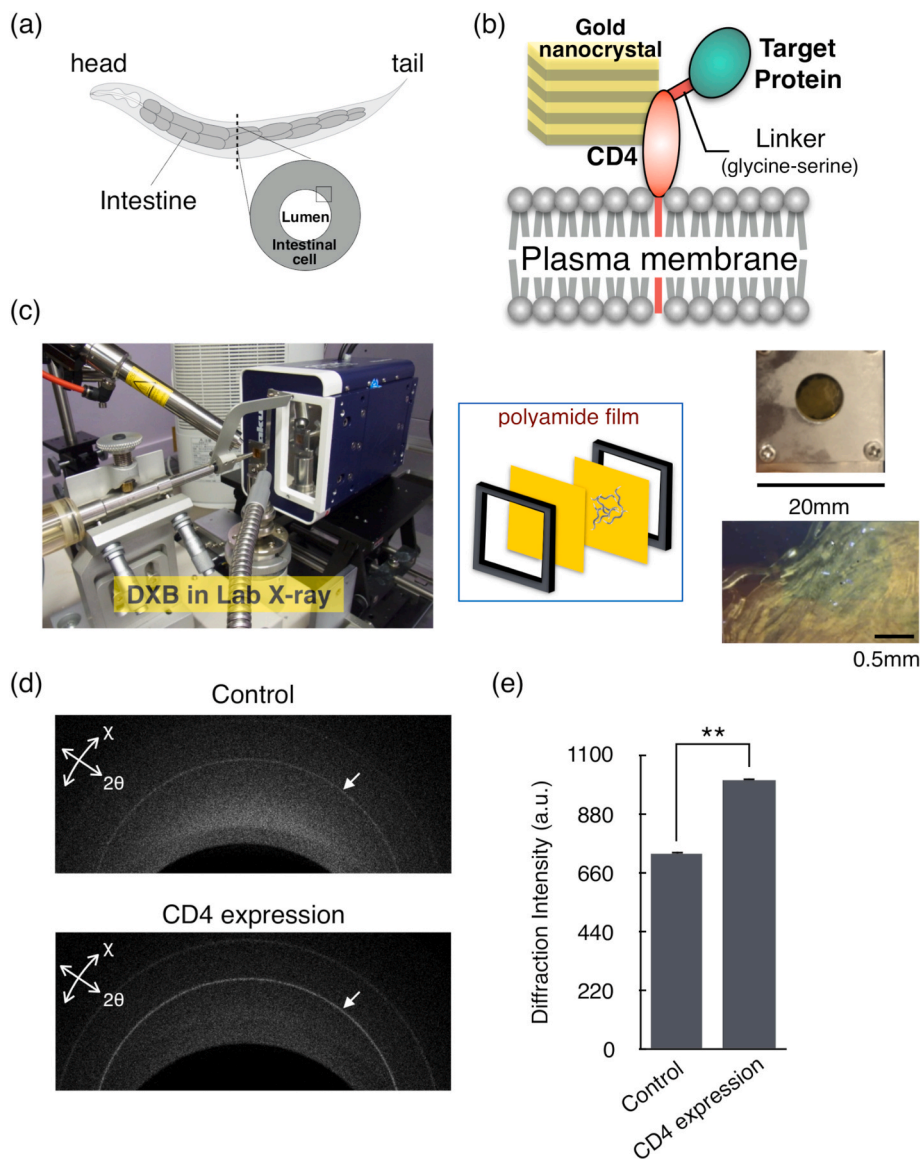 (a)
head
tail
Intestine
Lumen
Intestinal
cell
(b)
Gold
nanocrystal
Target
Protein
CD4
Linker
(glycine-serine)
Plasma membrane
(c)
DXB in Lab X-ray
polyamide film
20mm
0.5mm
(d)
Control
χ
2θ
CD4 expression
χ
2θ
(e)
**
Diffraction Intensity (a.u.)
1100
880
660
440
220
0
Control
CD4 expression